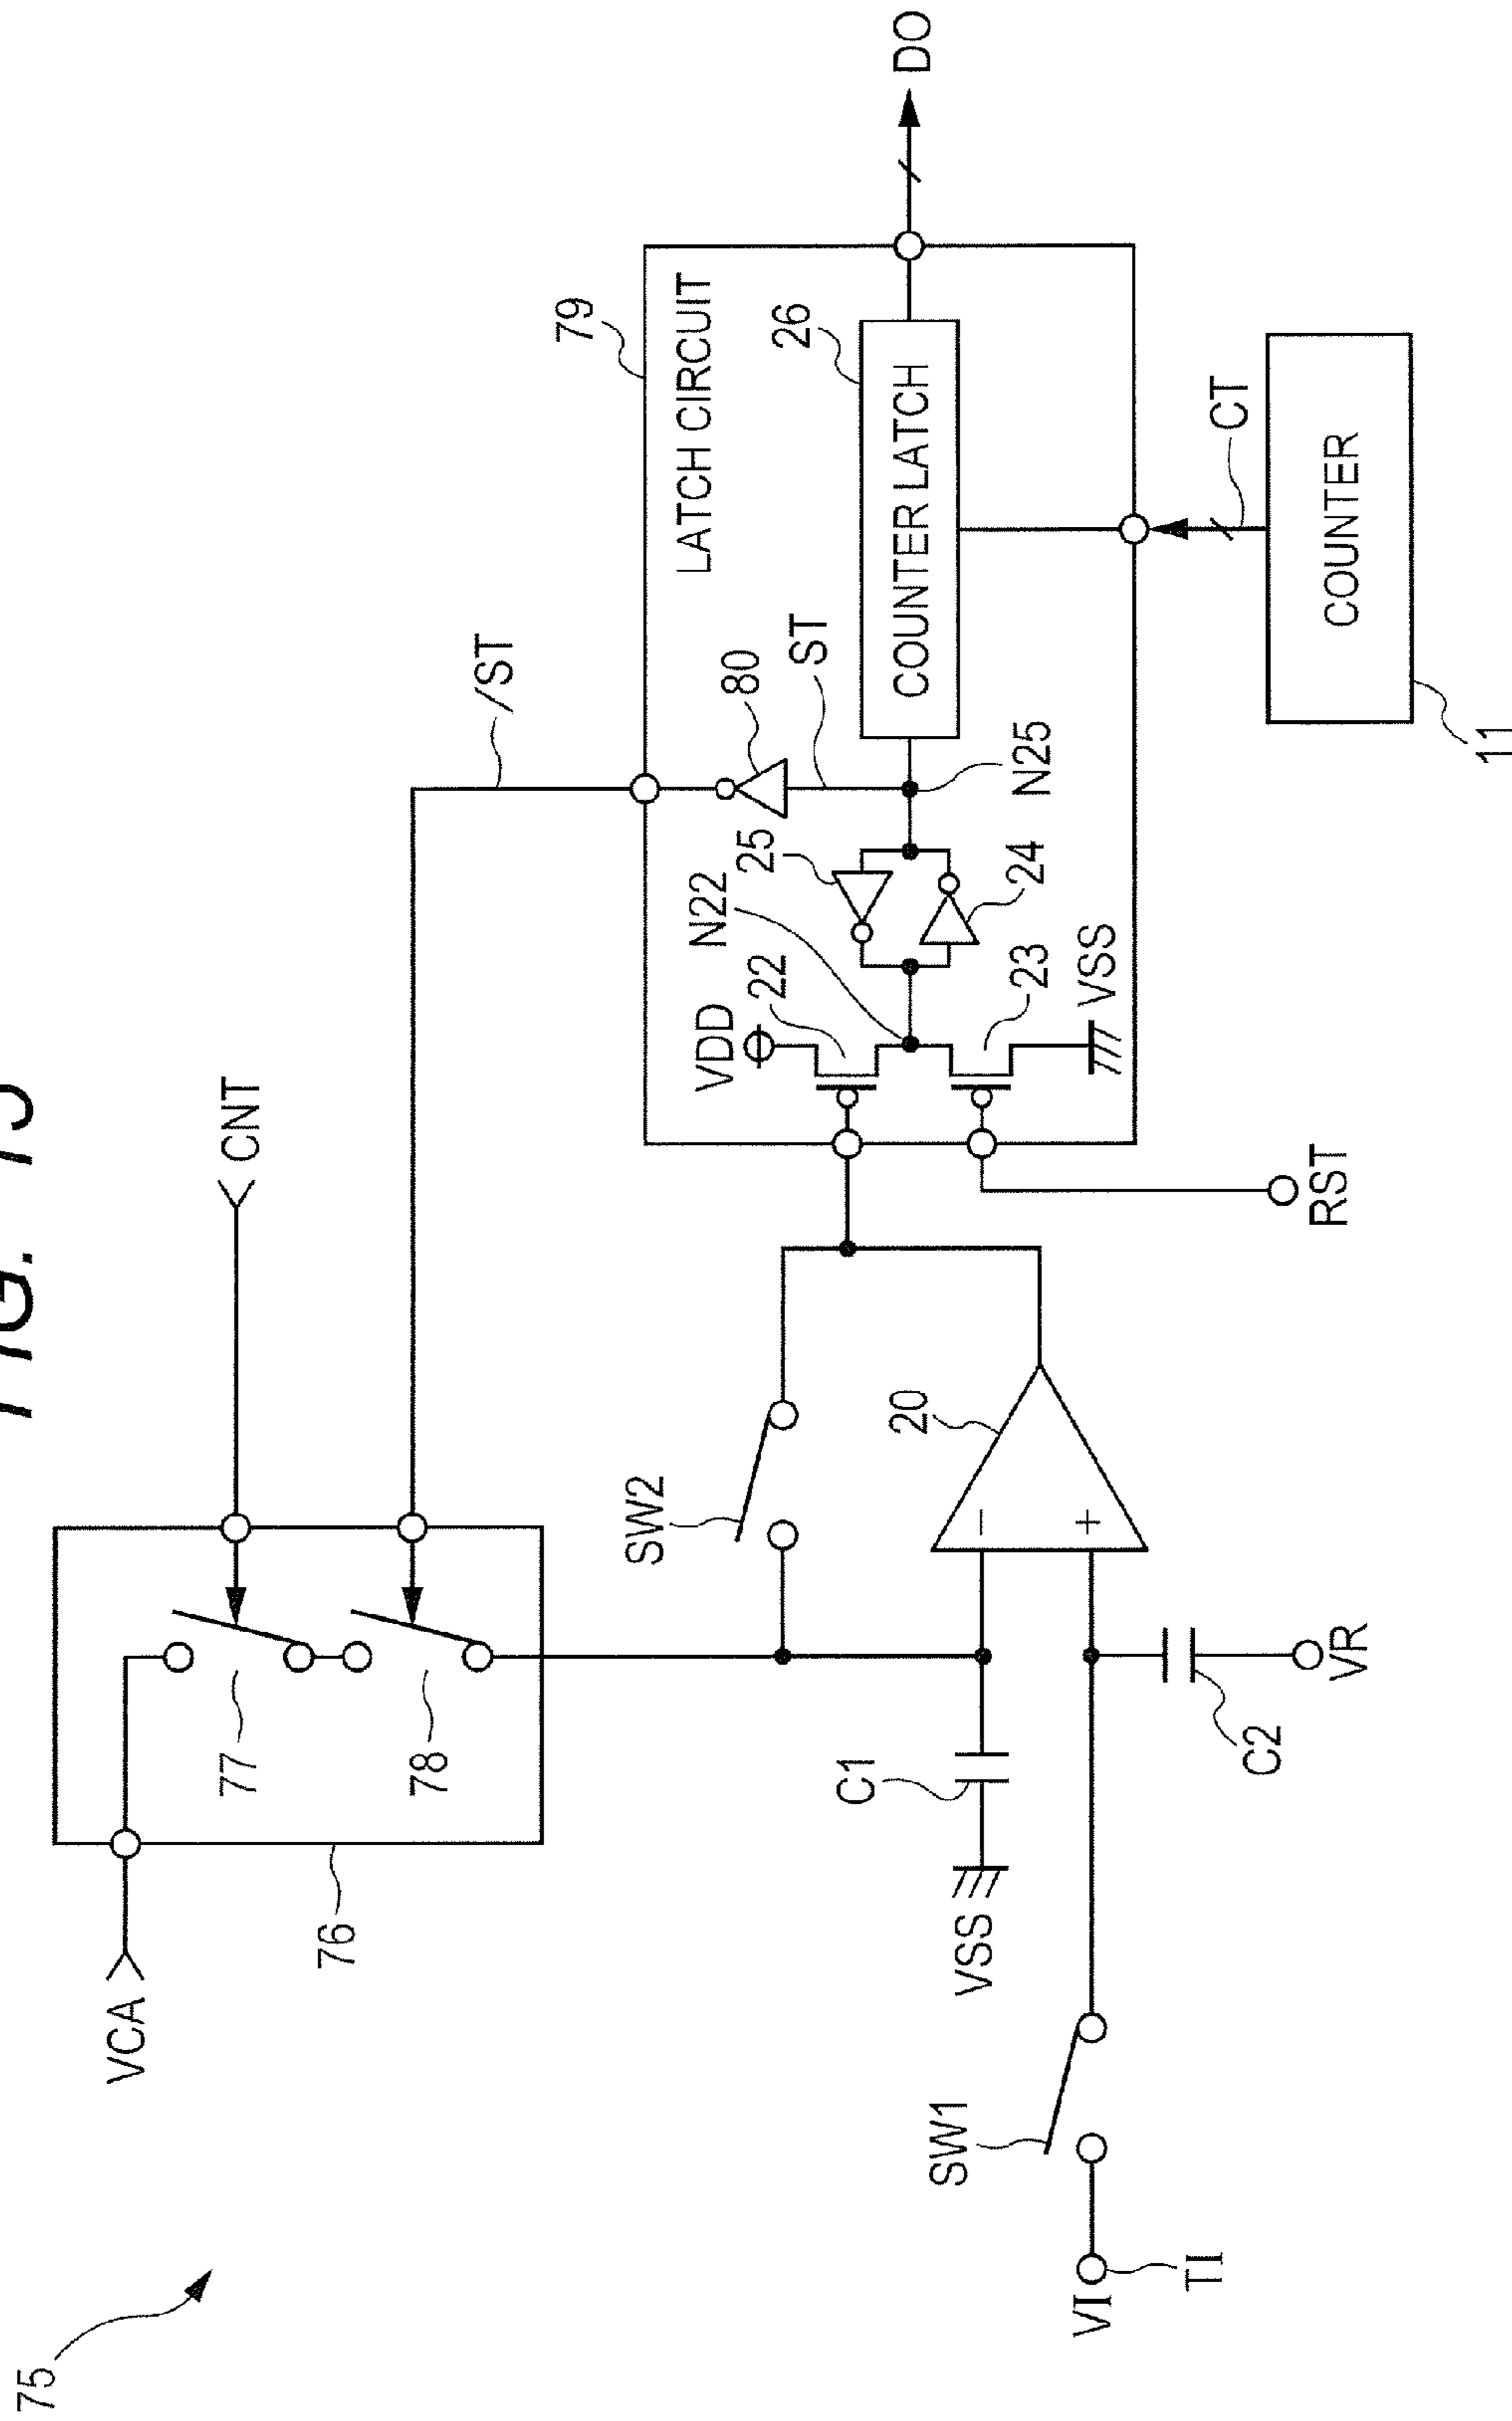 FIG. 15
75
VCA
76
77
78
CNT
/ST
79
LATCH CIRCUIT
80
ST
26
COUNTER LATCH
DO
N25
25
24
N22
VDD
22
23
VSS
SW2
20
−
+
RST
CT
COUNTER
11
C1
VSS
C2
VR
SW1
VI
TI